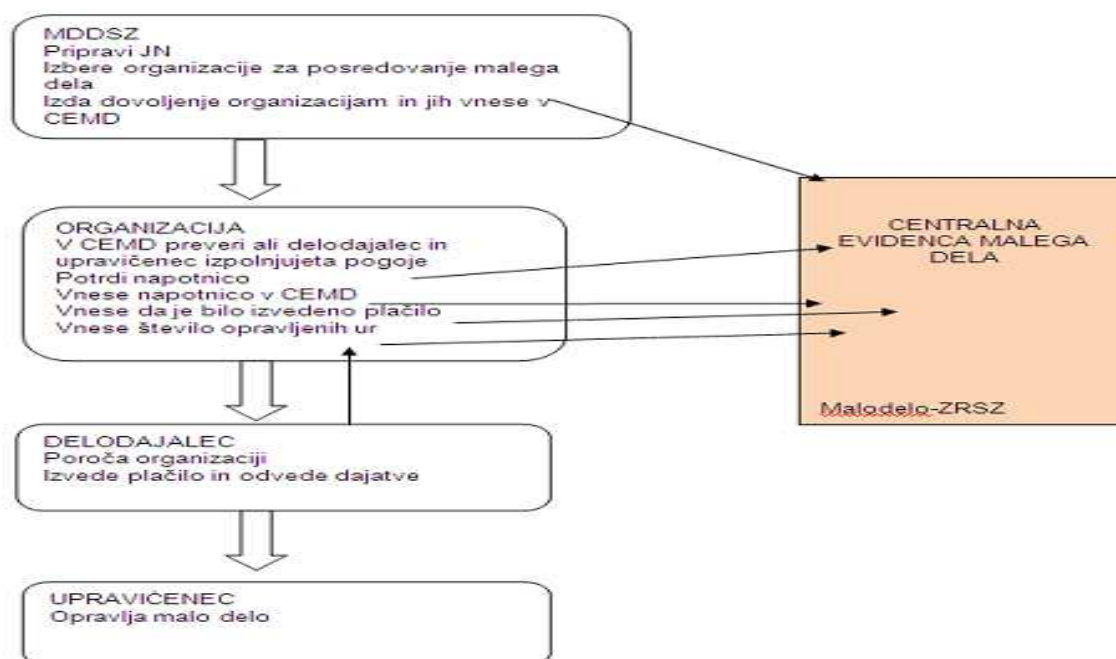 MDDSZ
Pripravi JN
Izbere organizacije za posredovanje malega
dela
Izda dovoljenje organizacijam in jih vnese v
CEMD
ORGANIZACIJA
V CEMD preveri ali delodajalec in
upravičenec izpolnjujeta pogoje
Potrdi napotnico
Vnese napotnico v CEMD
Vnese da je bilo izvedeno plačilo
Vnese število opravljenih ur
CENTRALNA
EVIDENCA MALEGA
DELA
Malodelo-ZRSZ
DELODAJALEC
Poroča organizaciji
Izvede plačilo in odvede dajatve
UPRAVIČENEC
Opravlja malo delo